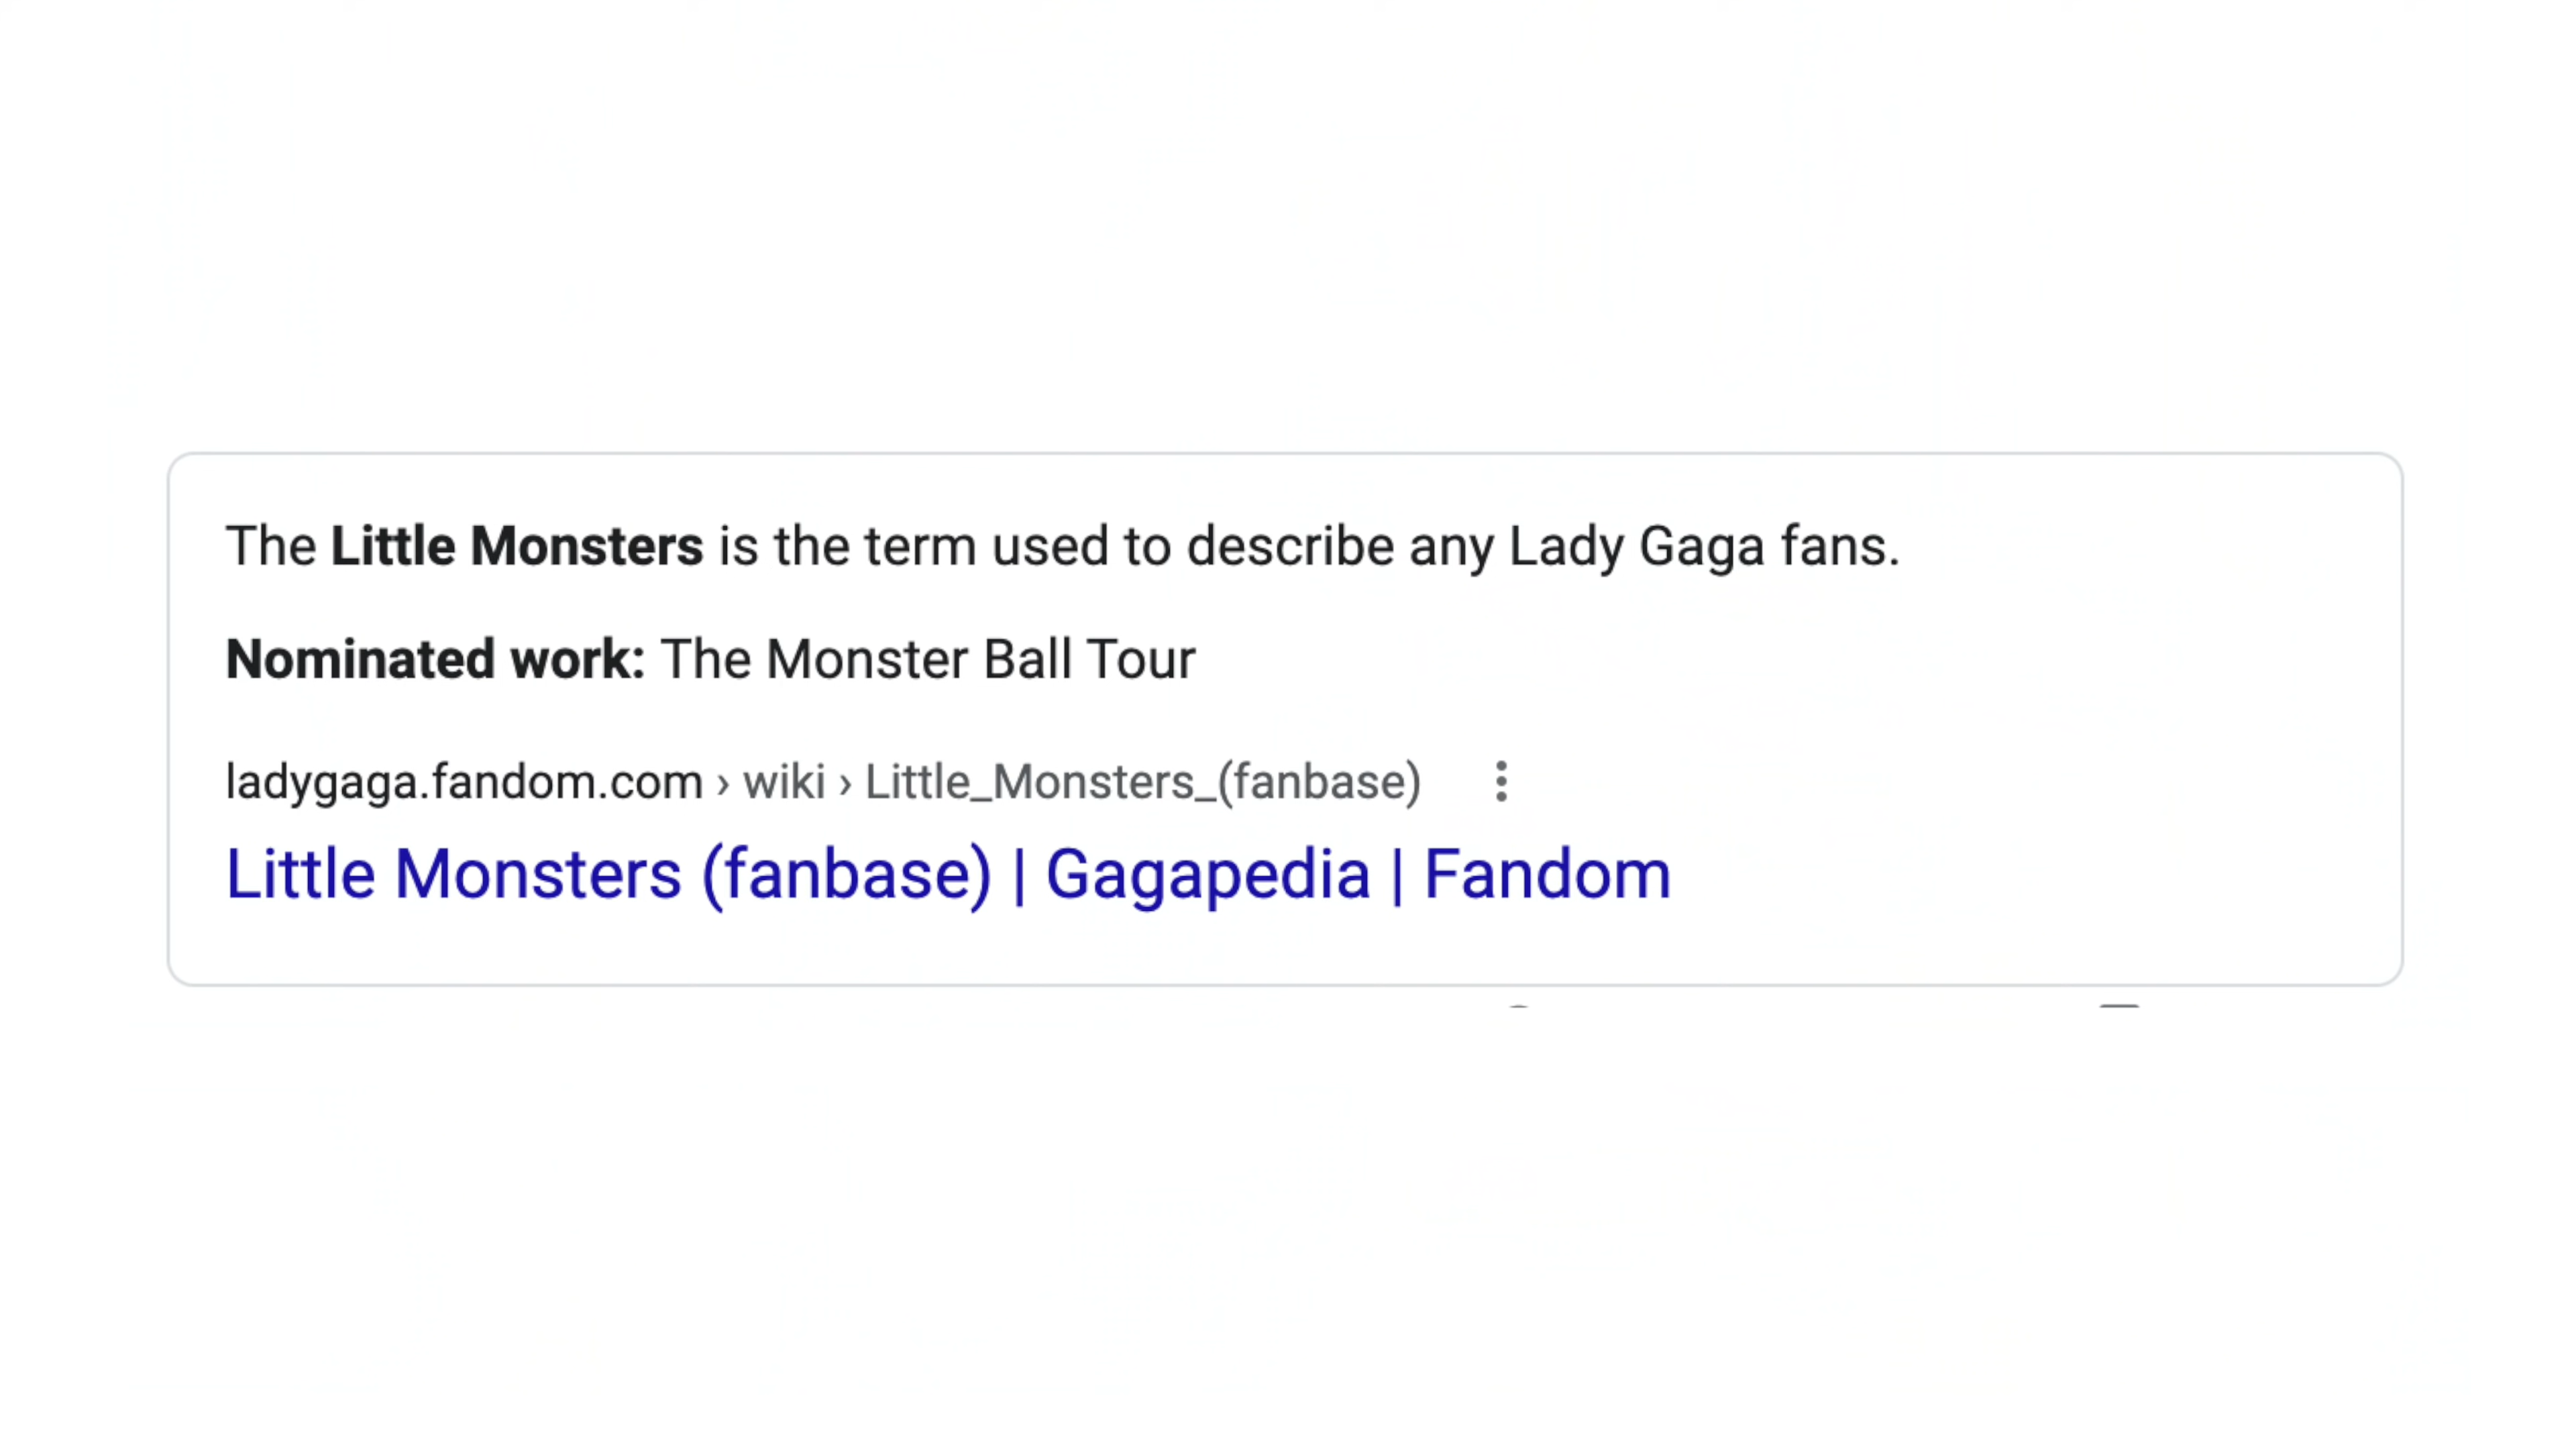 The Little Monsters is the term used to describe any Lady Gaga fans.
Nominated work: The Monster Ball Tour
ladygaga.fandom.com › wiki › Little_Monsters_(fanbase)
Little Monsters (fanbase) | Gagapedia | Fandom